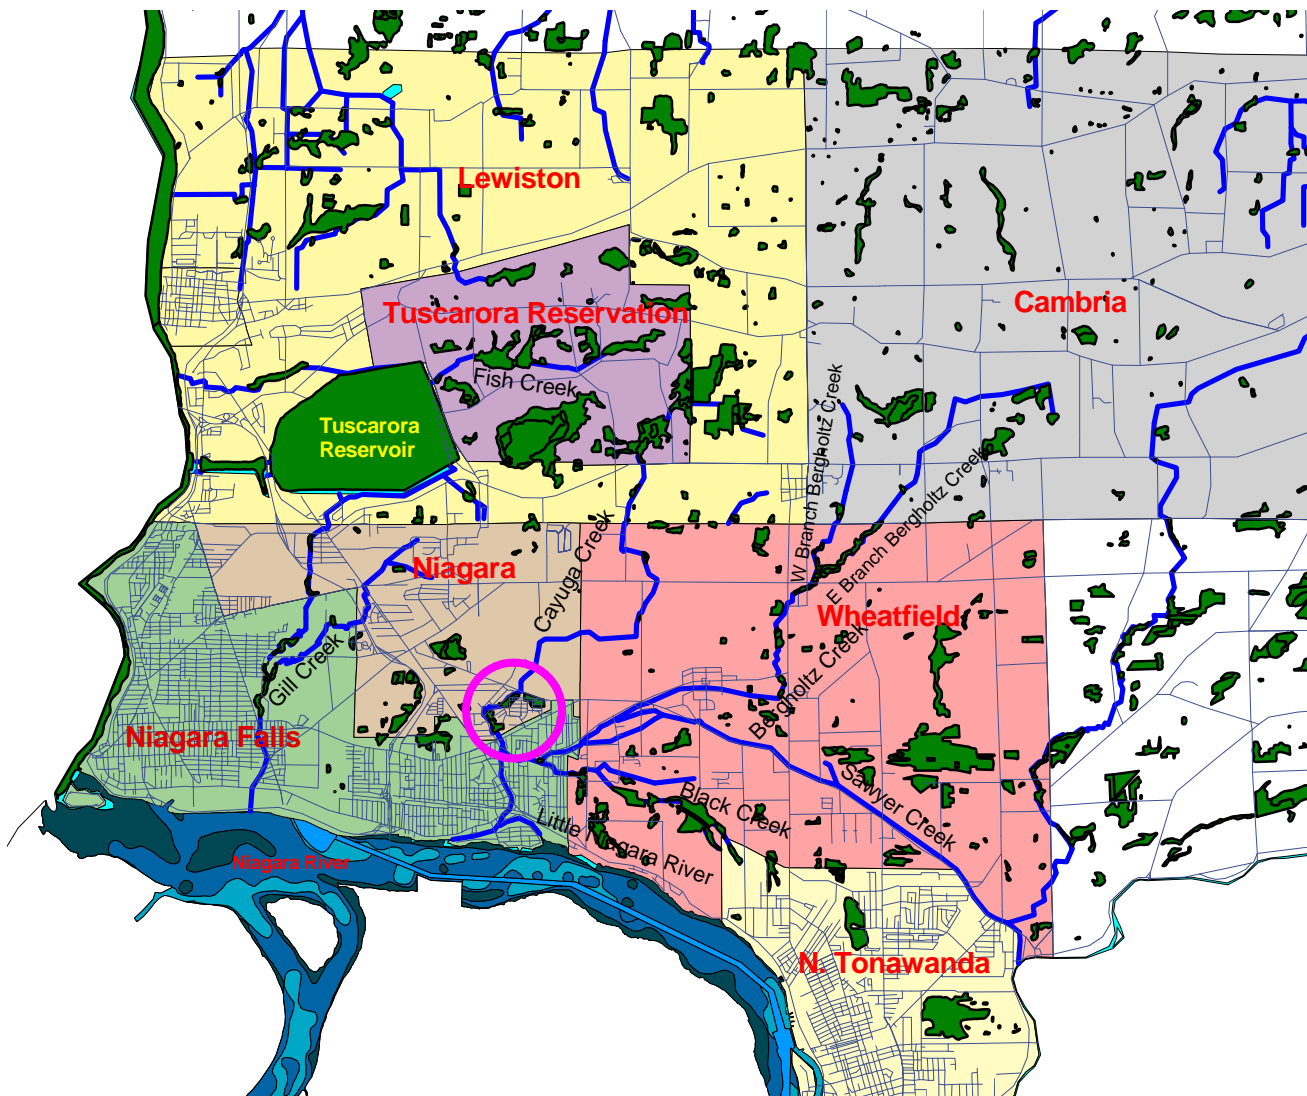 Lewiston
Cambria
Tuscarora Reservation
Fish Creek
Tuscarora
Reservoir
W Branch Bergholtz Creek
E Branch Bergholtz Creek
Cayuga Creek
Niagara
Wheatfield
Gill Creek
Bergholtz Creek
Niagara Falls
Sawyer Creek
Black Creek
Little Niagara River
Niagara River
N. Tonawanda